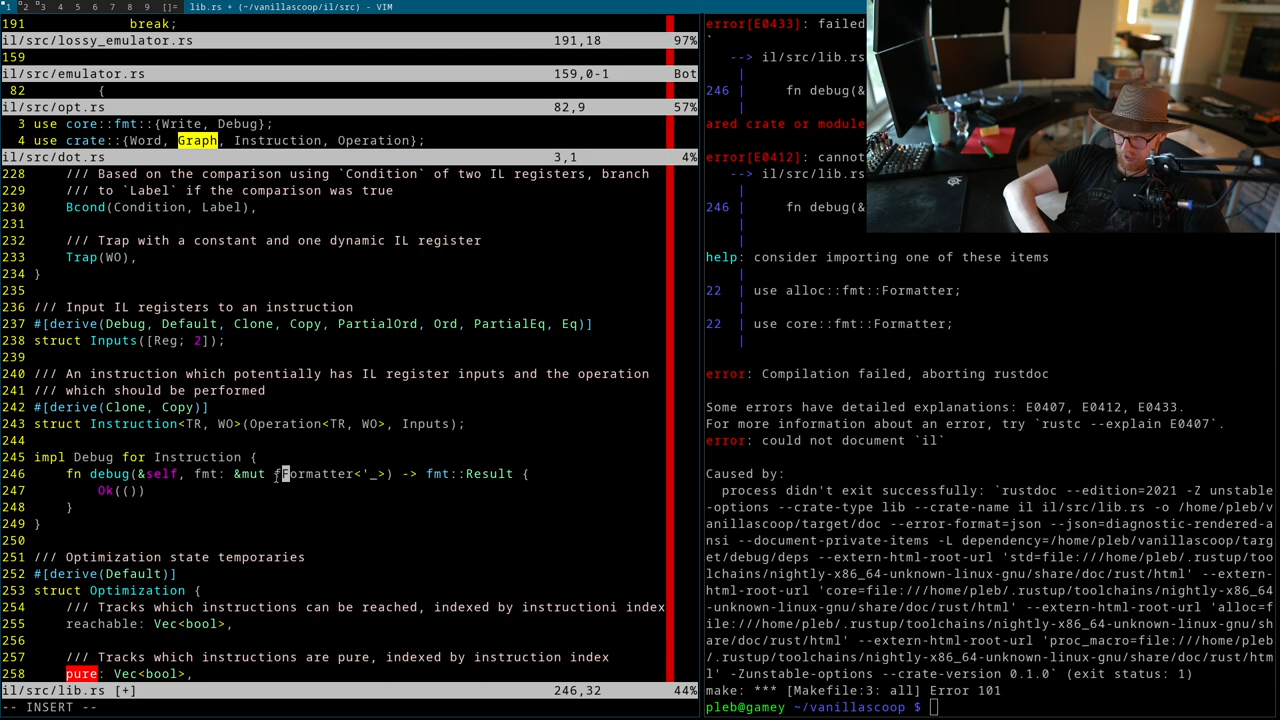 1 2 3 4 5 6 7 8 9 []= lib.rs + (~/vanillascoop/il/src) - VIM
191             break;
il/src/lossy_emulator.rs 191,18 97%
159
il/src/emulator.rs 159,0-1 Bot
82         {
il/src/opt.rs 82,9 57%
3 use core::fmt::{Write, Debug};
4 use crate::{Word, Graph, Instruction, Operation};
il/src/dot.rs 3,1 4%
228     /// Based on the comparison using `Condition` of two IL registers, branch
229     /// to `Label` if the comparison was true
230     Bcond(Condition, Label),
231
232     /// Trap with a constant and one dynamic IL register
233     Trap(WO),
234 }
235
236 /// Input IL registers to an instruction
237 #[derive(Debug, Default, Clone, Copy, PartialOrd, Ord, PartialEq, Eq)]
238 struct Inputs([Reg; 2]);
239
240 /// An instruction which potentially has IL register inputs and the operation
241 /// which should be performed
242 #[derive(Clone, Copy)]
243 struct Instruction<TR, WO>(Operation<TR, WO>, Inputs);
244
245 impl Debug for Instruction {
246     fn debug(&self, fmt: &mut fFormatter<'_>) -> fmt::Result {
247         Ok(())
248     }
249 }
250
251 /// Optimization state temporaries
252 #[derive(Default)]
253 struct Optimization {
254     /// Tracks which instructions can be reached, indexed by instructioni index
255     reachable: Vec<bool>,
256
257     /// Tracks which instructions are pure, indexed by instruction index
258     pure: Vec<bool>,
il/src/lib.rs [+] 246,32 44%
-- INSERT --
error[E0433]: failed
`
--> il/src/lib.rs
|
246 |     fn debug(&
|
ared crate or module
error[E0412]: cannot
--> il/src/lib.rs
|
246 |     fn debug(&
|
|
help: consider importing one of these items
|
22 | use alloc::fmt::Formatter;
|
22 | use core::fmt::Formatter;
|
error: Compilation failed, aborting rustdoc
Some errors have detailed explanations: E0407, E0412, E0433.
For more information about an error, try `rustc --explain E0407`.
error: could not document `il`
Caused by:
process didn't exit successfully: `rustdoc --edition=2021 -Z unstable
-options --crate-type lib --crate-name il il/src/lib.rs -o /home/pleb/v
anillascoop/target/doc --error-format=json --json=diagnostic-rendered-a
nsi --document-private-items -L dependency=/home/pleb/vanillascoop/targ
et/debug/deps --extern-html-root-url 'std=file:///home/pleb/.rustup/too
lchains/nightly-x86_64-unknown-linux-gnu/share/doc/rust/html' --extern-
html-root-url 'core=file:///home/pleb/.rustup/toolchains/nightly-x86_64
-unknown-linux-gnu/share/doc/rust/html' --extern-html-root-url 'alloc=f
ile:///home/pleb/.rustup/toolchains/nightly-x86_64-unknown-linux-gnu/sh
are/doc/rust/html' --extern-html-root-url 'proc_macro=file:///home/pleb
/.rustup/toolchains/nightly-x86_64-unknown-linux-gnu/share/doc/rust/htm
l' -Zunstable-options --crate-version 0.1.0` (exit status: 1)
make: *** [Makefile:3: all] Error 101
pleb@gamey ~/vanillascoop $